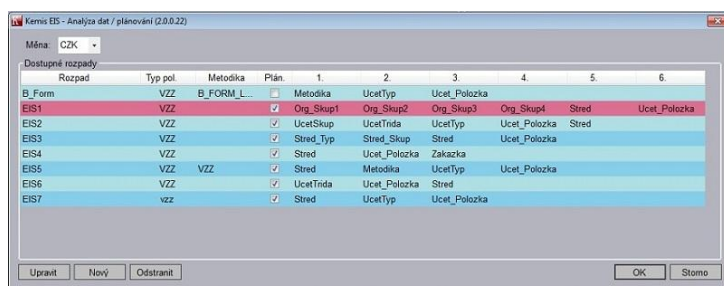 Kemis EIS - Analýza dat / plánování (2.0.0.22)
Měna: CZK
Dostupné rozpady
Rozpad Typ pol. Metodika Plán. 1. 2. 3. 4. 5. 6.
B_Form VZZ B_FORM_L... Metodika UcetTyp Ucet_Polozka
EIS1 VZZ Org_Skup1 Org_Skup2 Org_Skup3 Org_Skup4 Stred Ucet_Polozka
EIS2 VZZ UcetSkup UcetTrida UcetTyp Ucet_Polozka Stred
EIS3 VZZ Stred_Typ Stred_Skup Stred Ucet_Polozka
EIS4 VZZ Stred Ucet_Polozka Zakazka
EIS5 VZZ VZZ Stred Metodika UcetTyp Ucet_Polozka
EIS6 VZZ UcetTrida Ucet_Polozka Stred
EIS7 vzz Stred UcetTyp Ucet_Polozka
Upravit Nový Odstranit OK Storno